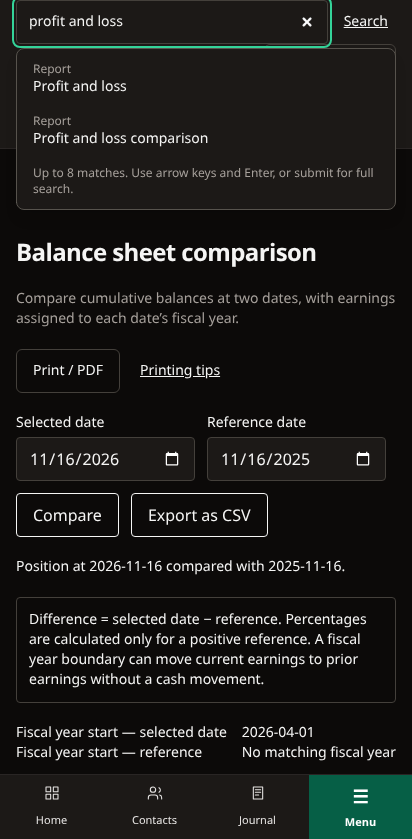 profit and loss
Search
Report
Profit and loss
Report
Profit and loss comparison
Up to 8 matches. Use arrow keys and Enter, or submit for full
search.
Balance sheet comparison
Compare cumulative balances at two dates, with earnings
assigned to each date’s fiscal year.
Print / PDF
Printing tips
Selected date
Reference date
11/16/2026
11/16/2025
Compare
Export as CSV
Position at 2026-11-16 compared with 2025-11-16.
Difference = selected date − reference. Percentages
are calculated only for a positive reference. A fiscal
year boundary can move current earnings to prior
earnings without a cash movement.
Fiscal year start — selected date 2026-04-01
Fiscal year start — reference No matching fiscal year
Home
Contacts
Journal
Menu